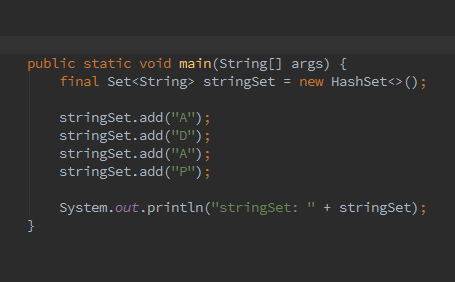 public static void main(String[] args) {
    final Set<String> stringSet = new HashSet<>();
    stringSet.add("A");
    stringSet.add("D");
    stringSet.add("A");
    stringSet.add("P");
    System.out.println("stringSet: " + stringSet);
}